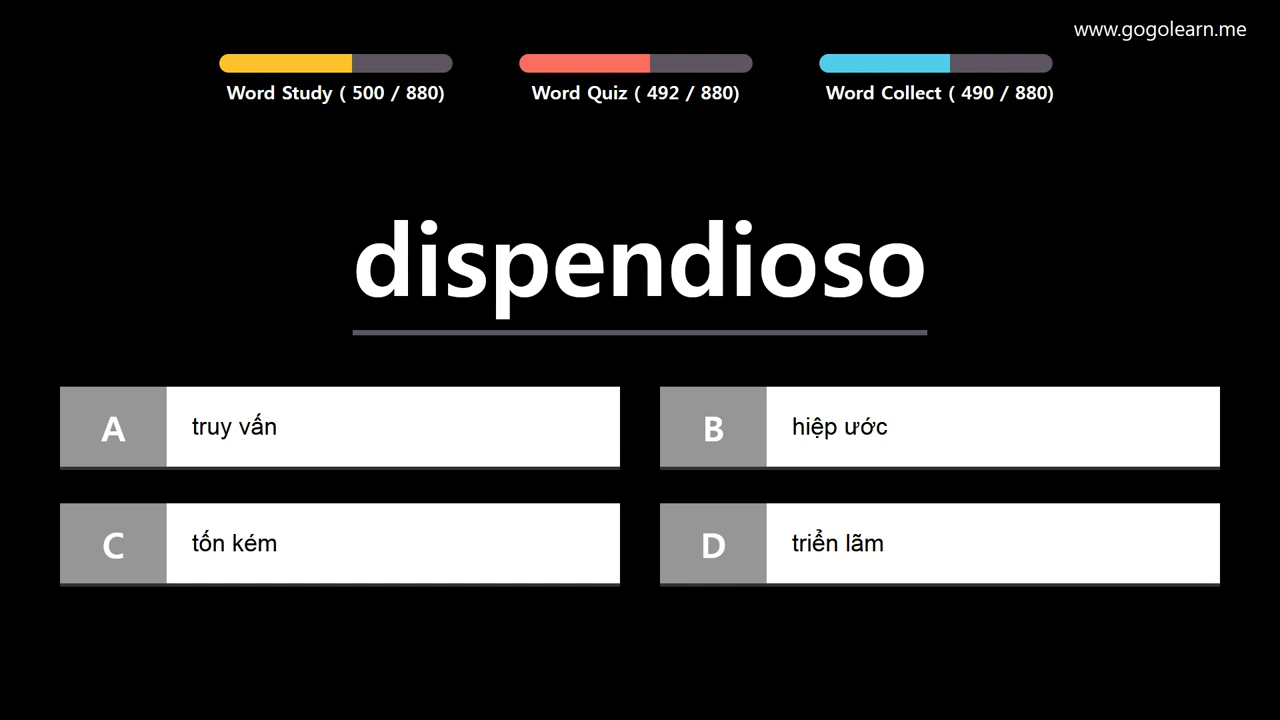 www.gogolearn.me
Word Study ( 500 / 880)
Word Quiz ( 492 / 880)
Word Collect ( 490 / 880)
dispendioso
A truy vấn
B hiệp ước
C tốn kém
D triển lãm